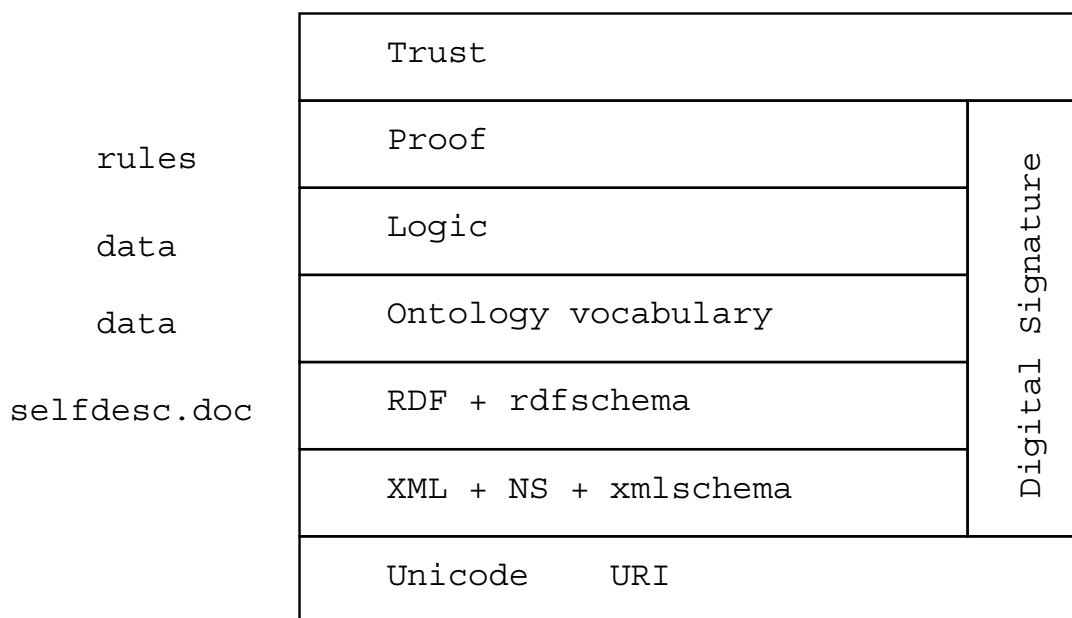 Trust
rules
Proof
data
Logic
data
Ontology vocabulary
selfdesc.doc
RDF + rdfschema
XML + NS + xmlschema
Unicode URI
Digital Signature